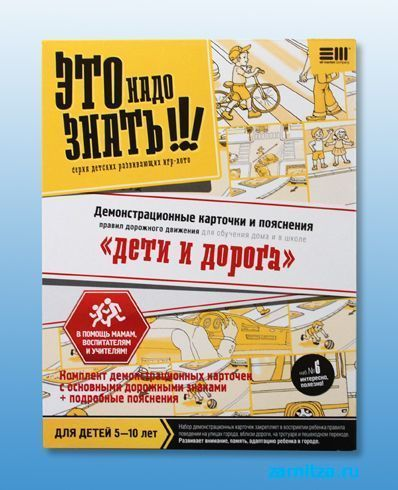 ЭТО НАДО
ЗНАТЬ!!!
серия детских развивающих игр-лото
Демонстрационные карточки и пояснения
правил дорожного движения для обучения дома и в школе
«дети и дорога»
В ПОМОЩЬ МАМАМ,
ВОСПИТАТЕЛЯМ
И УЧИТЕЛЯМ!
Комплект демонстрационных карточек
с основными дорожными знаками
+ подробные пояснения
наб №6
интересно,
полезно!
ДЛЯ ДЕТЕЙ 5–10 лет
Набор демонстрационных карточек закрепляет в восприятии ребенка правила
поведения на улицах города, вблизи дороги, на тротуаре и пешеходном переходе.
Развивает внимание, память, адаптацию ребенка в городе.
zarnitza.ru